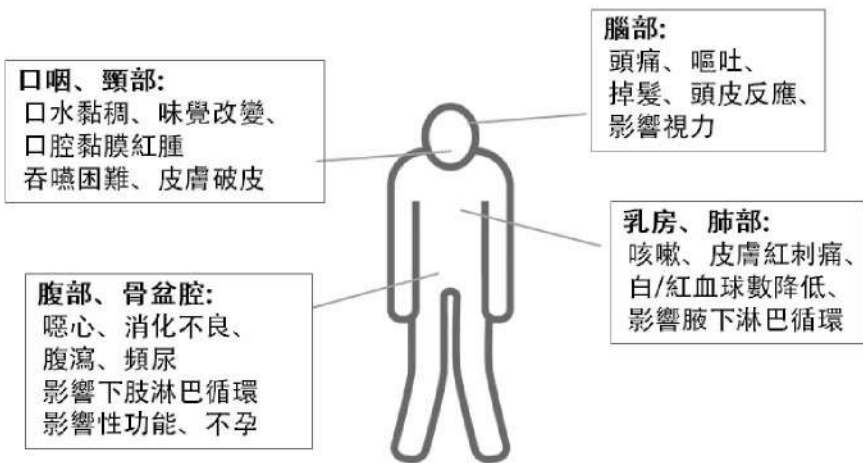 腦部:
頭痛、嘔吐、
掉髮、頭皮反應、
影響視力
口咽、頸部:
口水黏稠、味覺改變、
口腔黏膜紅腫
吞嚥困難、皮膚破皮
乳房、肺部:
咳嗽、皮膚紅刺痛、
白/紅血球數降低、
影響腋下淋巴循環
腹部、骨盆腔:
噁心、消化不良、
腹瀉、頻尿
影響下肢淋巴循環
影響性功能、不孕